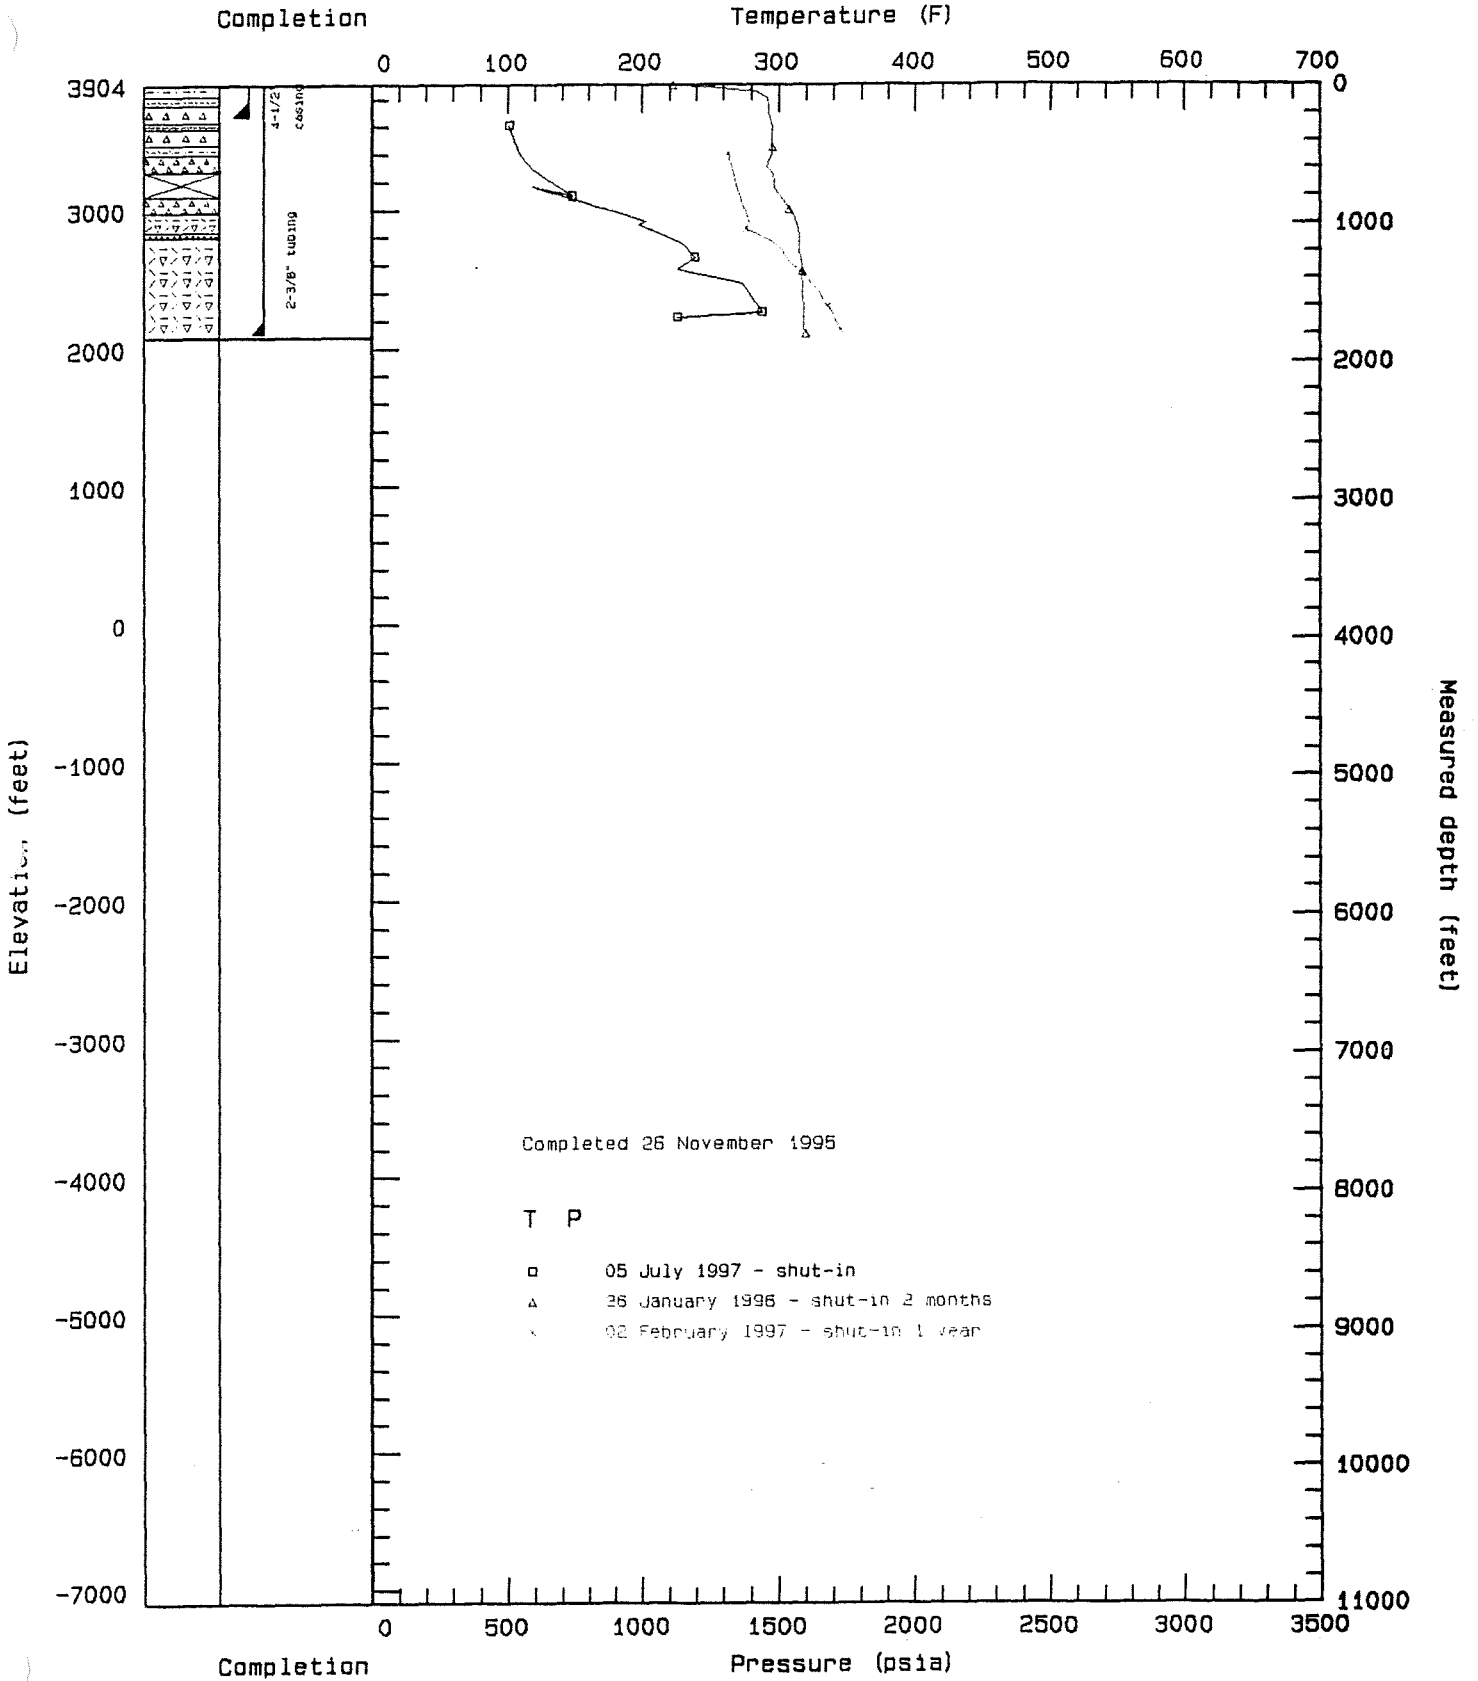 Completion
Temperature (F)
0 100 200 300 400 500 600 700
3904
3000
2000
1000
0
-1000
-2000
-3000
-4000
-5000
-6000
-7000
Elevation (feet)
4-1/2"
casing
2-3/8" tubing
0
1000
2000
3000
4000
5000
6000
7000
8000
9000
10000
11000
Measured depth (feet)
Completed 26 November 1995
T P
05 July 1997 - shut-in
26 January 1996 - shut-in 2 months
02 February 1997 - shut-in 1 year
0 500 1000 1500 2000 2500 3000 3500
Completion
Pressure (psia)